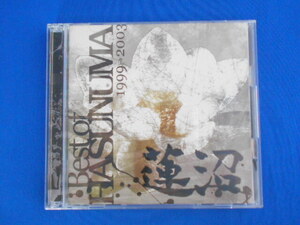 Best of
HASUNUMA
1999-2003
蓮沼